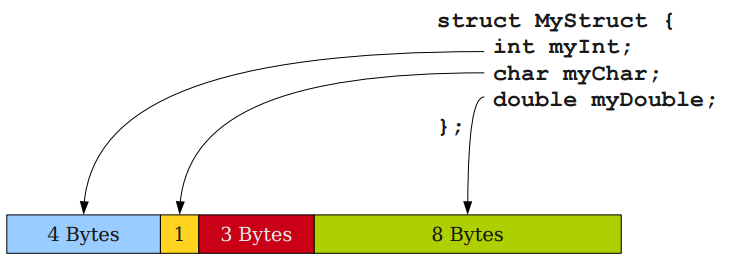 struct MyStruct {
int myInt;
char myChar;
double myDouble;
};
4 Bytes 1 3 Bytes 8 Bytes